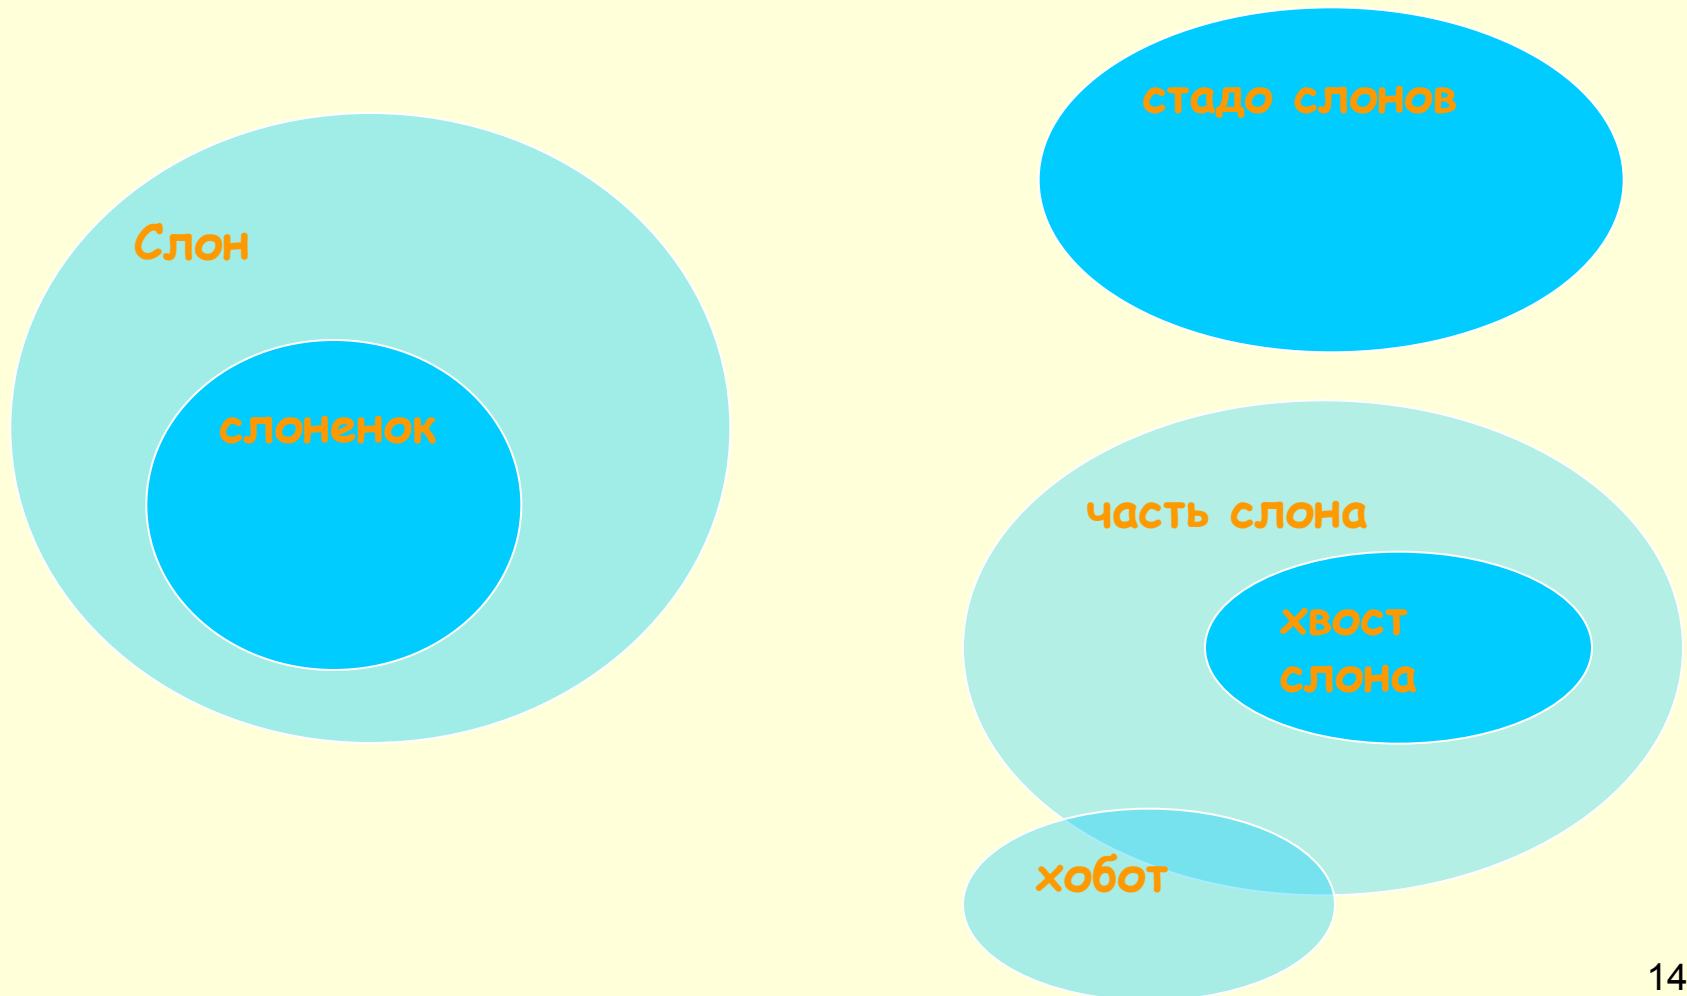 стадо слонов
Слон
слоненок
часть слона
хвост
слона
хобот
14